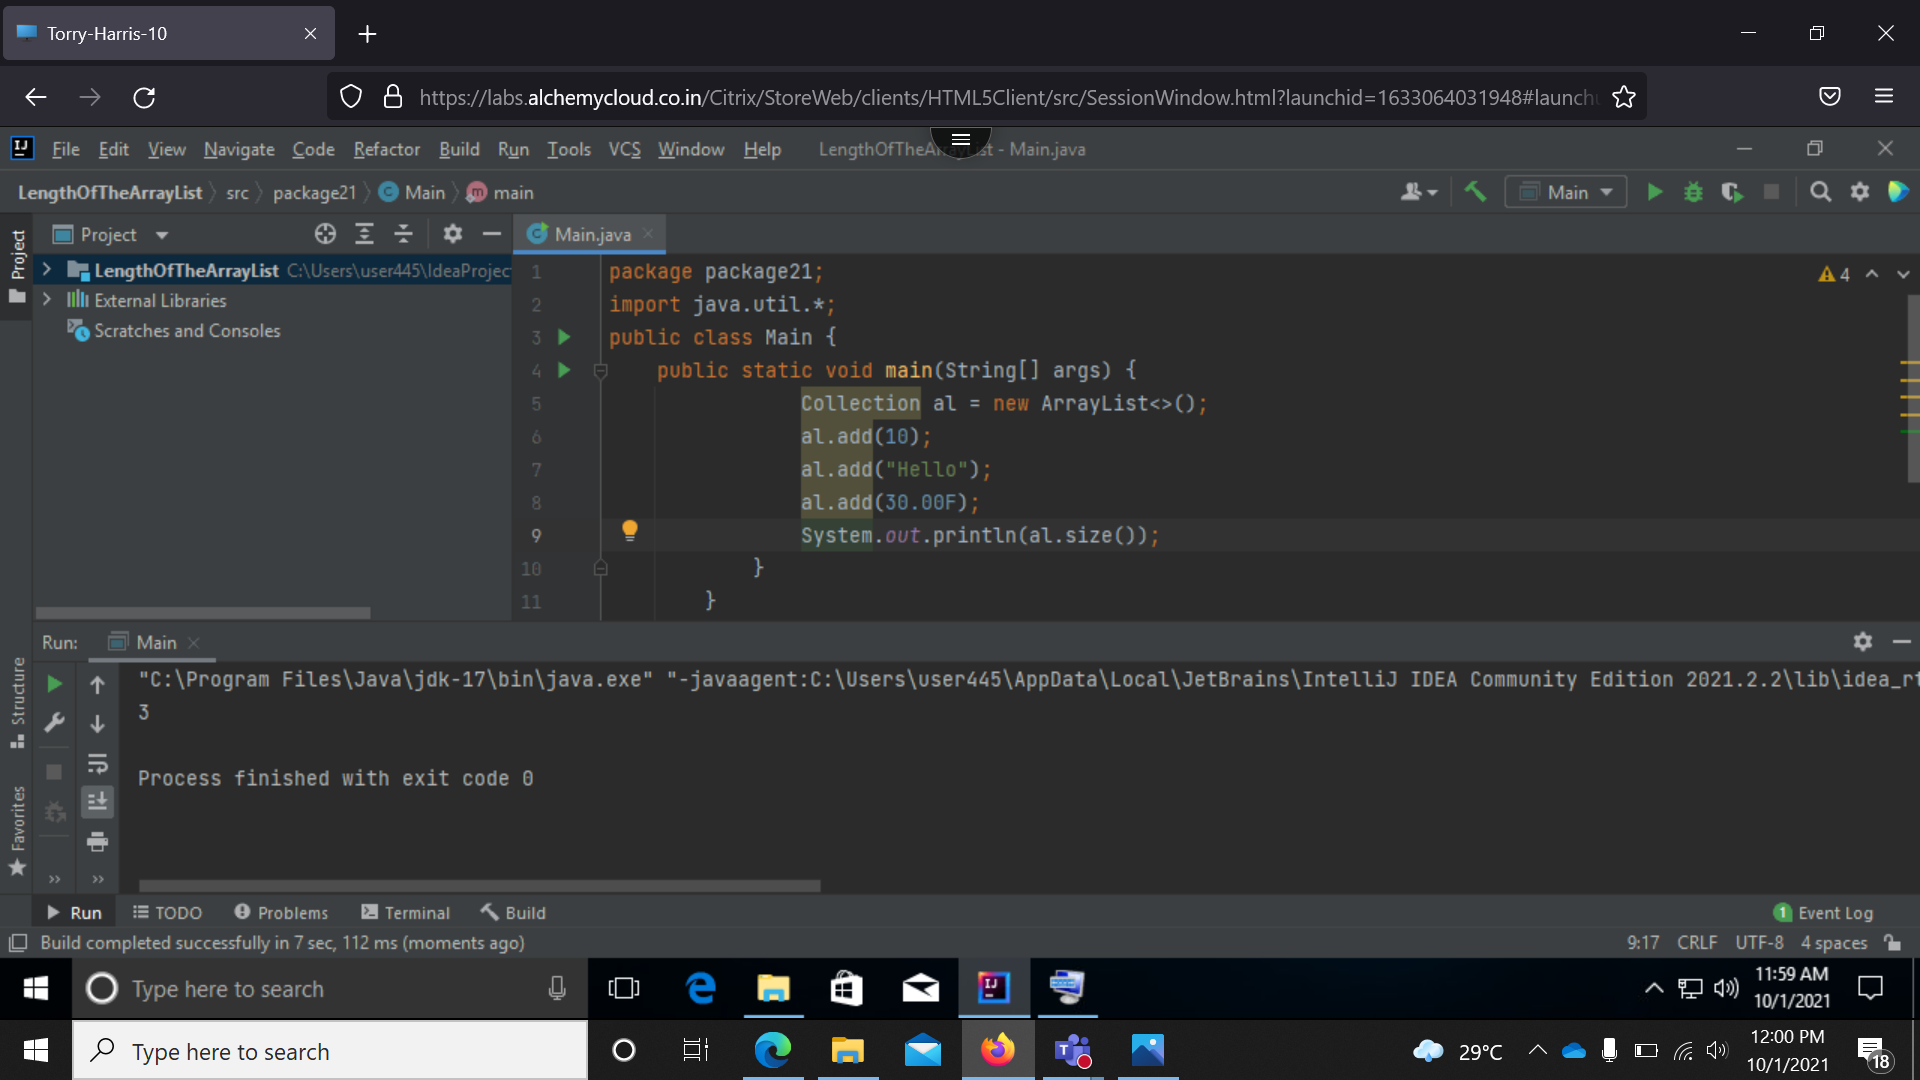 Torry-Harris-10
https://labs.alchemycloud.co.in/Citrix/StoreWeb/clients/HTML5Client/src/SessionWindow.html?launchid=1633064031948#launch
File Edit View Navigate Code Refactor Build Run Tools VCS Window Help LengthOfTheArrayList - Main.java
LengthOfTheArrayList src package21 Main main
Main
Project
Project
Main.java
LengthOfTheArrayList C:\Users\user445\IdeaProjec
External Libraries
Scratches and Consoles
4
1 package package21;
2 import java.util.*;
3 public class Main {
4 public static void main(String[] args) {
5 Collection al = new ArrayList<>();
6 al.add(10);
7 al.add("Hello");
8 al.add(30.00F);
9 System.out.println(al.size());
10 }
11 }
Run: Main
"C:\Program Files\Java\jdk-17\bin\java.exe" "-javaagent:C:\Users\user445\AppData\Local\JetBrains\IntelliJ IDEA Community Edition 2021.2.2\lib\idea_rt
3
Process finished with exit code 0
Structure
Favorites
Run TODO Problems Terminal Build
1 Event Log
Build completed successfully in 7 sec, 112 ms (moments ago)
9:17 CRLF UTF-8 4 spaces
Type here to search
11:59 AM
10/1/2021
Type here to search
29°C
12:00 PM
10/1/2021
18